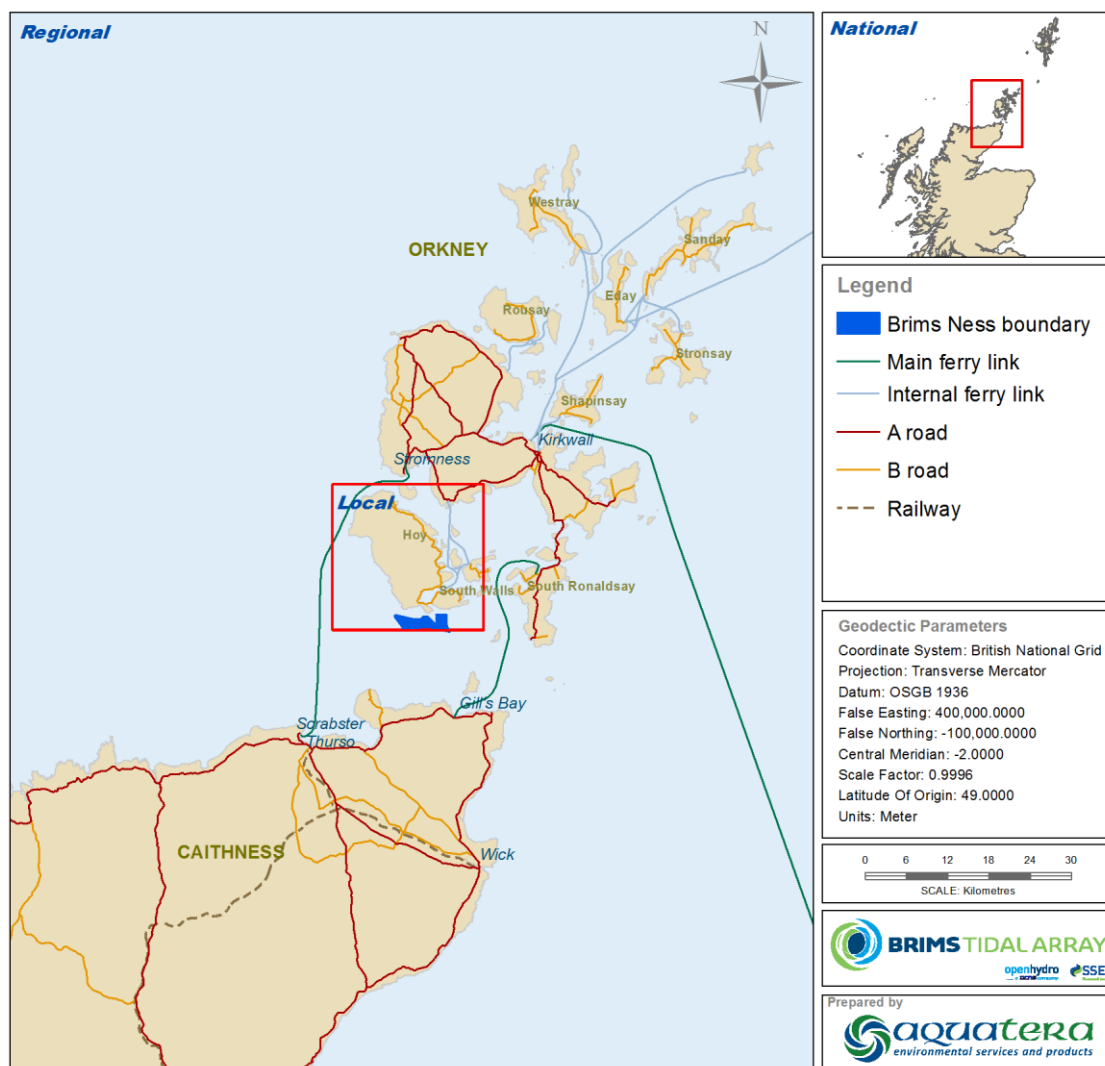 Regional
N
Westray
Sanday
ORKNEY
Eday
Rousay
Stronsay
Shapinsay
Kirkwall
Stromness
Local
Hoy
South Walls
South Ronaldsay
Gill's Bay
Scrabster
Thurso
CAITHNESS
Wick
National
Legend
Brims Ness boundary
Main ferry link
Internal ferry link
A road
B road
Railway
Geodectic Parameters
Coordinate System: British National Grid
Projection: Transverse Mercator
Datum: OSGB 1936
False Easting: 400,000.0000
False Northing: -100,000.0000
Central Meridian: -2.0000
Scale Factor: 0.9996
Latitude Of Origin: 49.0000
Units: Meter
0 6 12 18 24 30
SCALE: Kilometres
BRIMS TIDAL ARRAY
openhydro
SSE
Prepared by
aquatera
environmental services and products